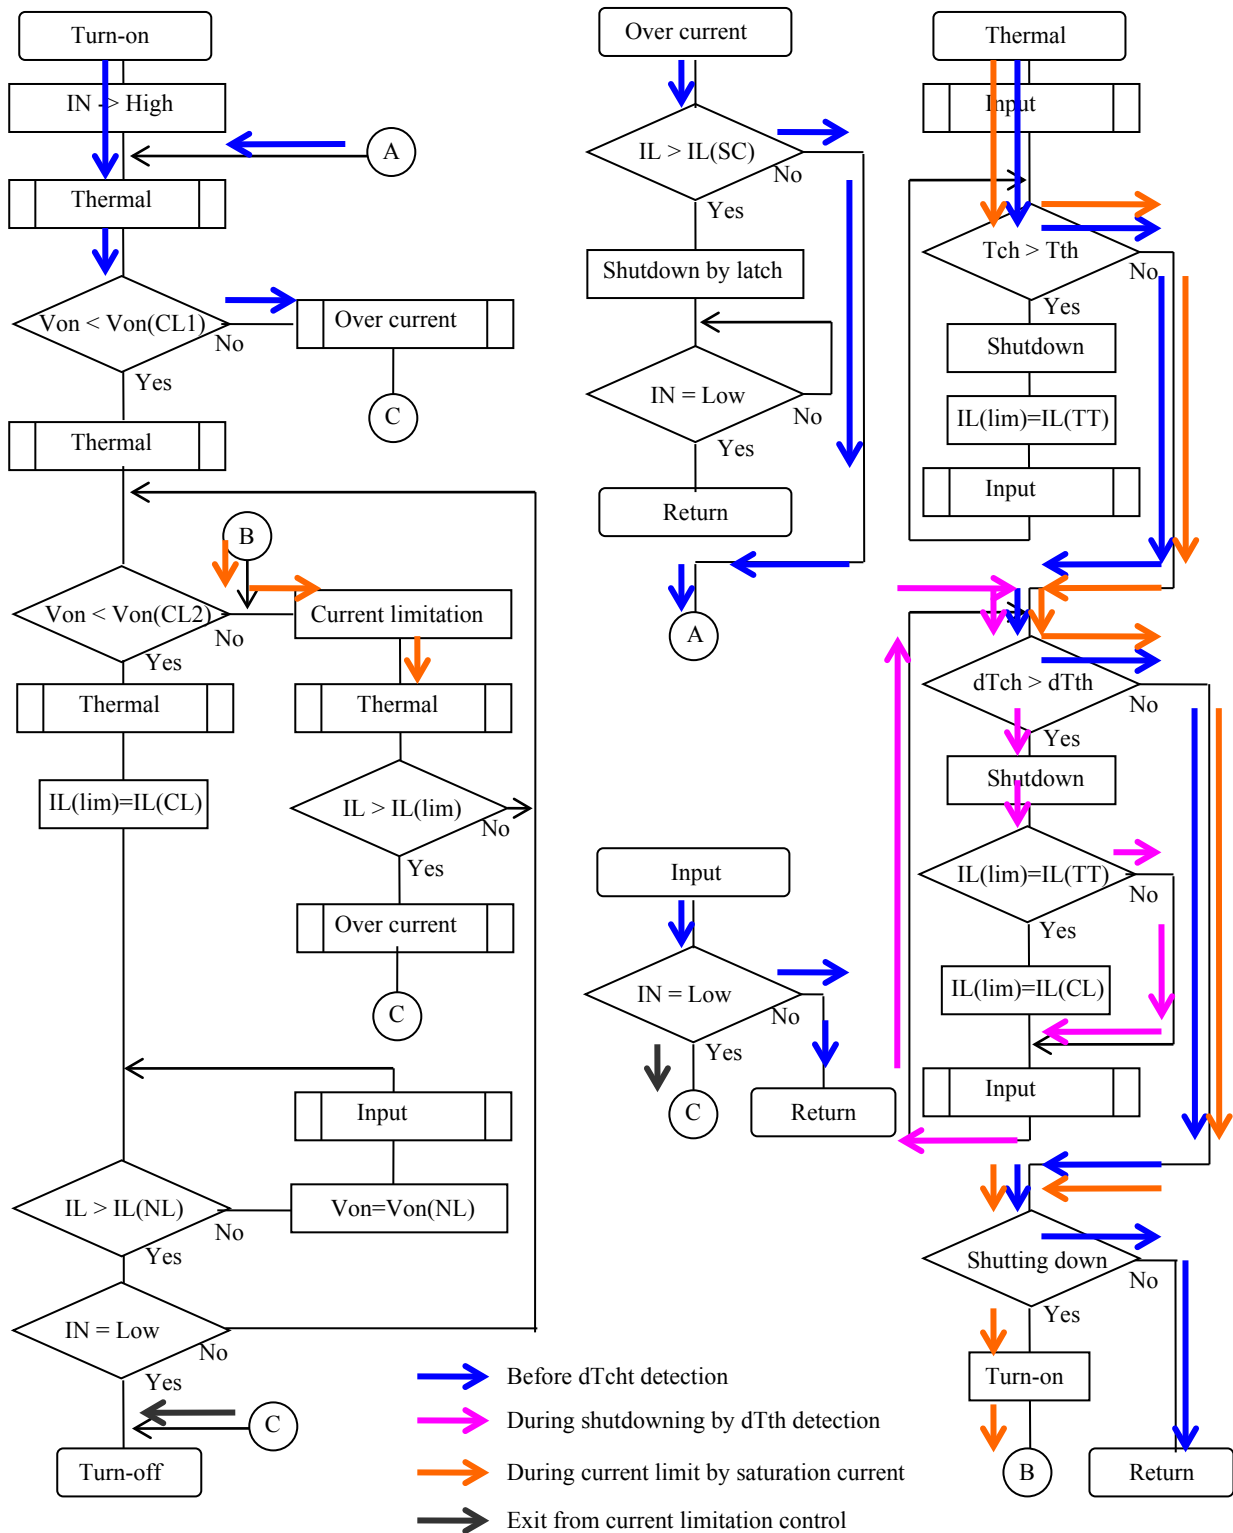 Turn-on
IN -> High
A
Thermal
Von < Von(CL1)
No
Yes
Over current
C
Thermal
B
Von < Von(CL2)
No
Yes
Current limitation
Thermal
Thermal
IL(lim)=IL(CL)
IL > IL(lim)
No
Yes
Over current
C
Input
Von=Von(NL)
IL > IL(NL)
No
Yes
IN = Low
No
Yes
C
Turn-off
Over current
IL > IL(SC)
No
Yes
Shutdown by latch
IN = Low
No
Yes
Return
A
Input
IN = Low
No
Yes
C
Return
Thermal
Input
Tch > Tth
No
Yes
Shutdown
IL(lim)=IL(TT)
Input
dTch > dTth
No
Yes
Shutdown
IL(lim)=IL(TT)
No
Yes
IL(lim)=IL(CL)
Input
Shutting down
No
Yes
Turn-on
B
Return
Before dTcht detection
During shutdowning by dTth detection
During current limit by saturation current
Exit from current limitation control